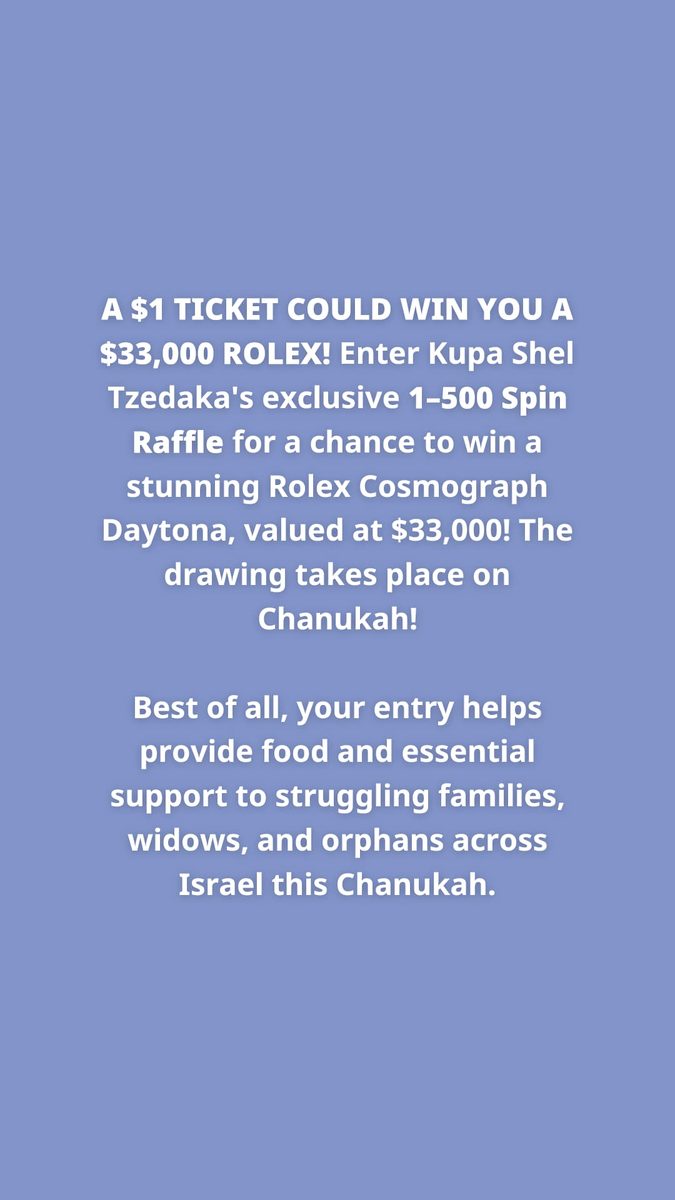 A $1 TICKET COULD WIN YOU A
$33,000 ROLEX! Enter Kupa Shel
Tzedaka's exclusive 1–500 Spin
Raffle for a chance to win a
stunning Rolex Cosmograph
Daytona, valued at $33,000! The
drawing takes place on
Chanukah!
Best of all, your entry helps
provide food and essential
support to struggling families,
widows, and orphans across
Israel this Chanukah.